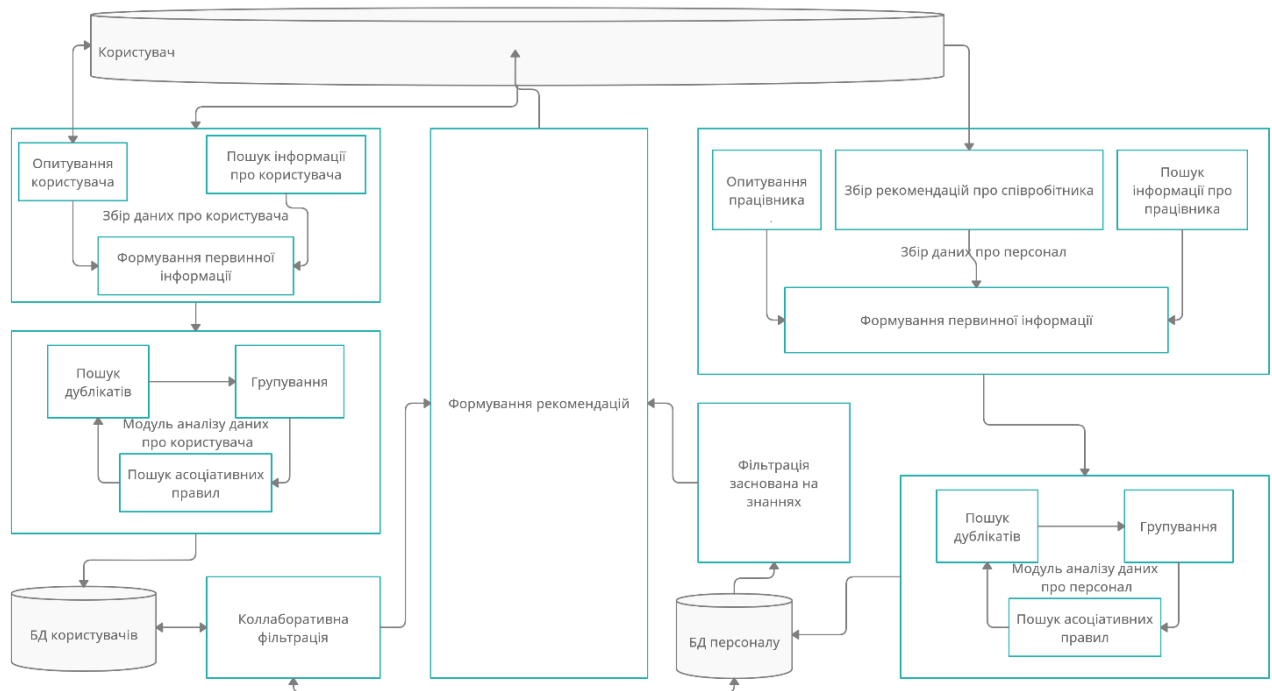 Користувач
Опитування
користувача
Пошук інформації
про користувача
Збір даних про користувача
Формування первинної
інформації
Пошук
дублікатів
Групування
Модуль аналізу даних
про користувача
Пошук асоціативних
правил
БД користувачів
Коллаборативна
фільтрація
Формування рекомендацій
Опитування
працівника
.
Збір рекомендацій про співробітника
Пошук
інформації про
працівника
Збір даних про персонал
Формування первинної інформації
Фільтрація
заснована на
знаннях
БД персоналу
Пошук
дублікатів
Групування
Модуль аналізу даних
про персонал
Пошук асоціативних
правил